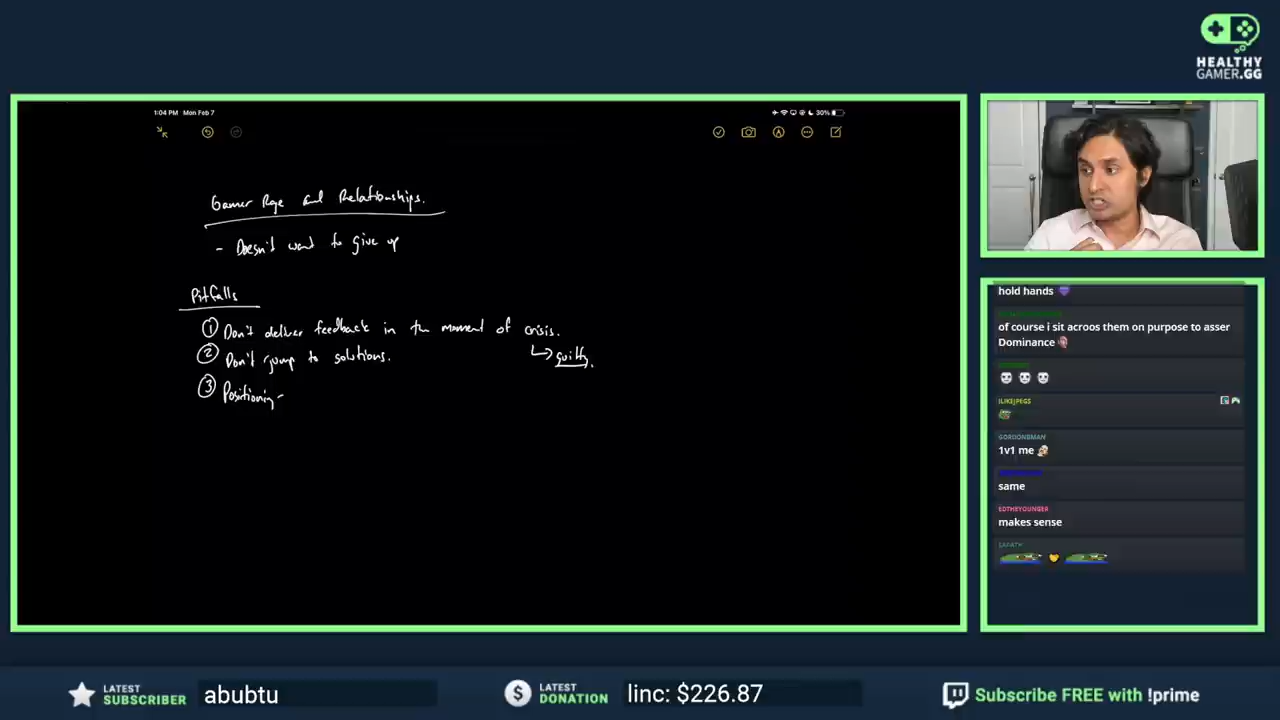 HEALTHY
GAMER.GG
1:04 PM Mon Feb 7
30%
Gamer Rage and Relationships.
- Doesn't want to give up
Pitfalls
① Don't deliver feedback in the moment of crisis.
↳ guilty.
② Don't jump to solutions.
③ Positioning -
hold hands
of course i sit acroos them on purpose to asser
Dominance
ILIKEJPEGS
GORDONBMAN
1v1 me
same
EDTHEYOUNGER
makes sense
LATEST
SUBSCRIBER
abubtu
LATEST
DONATION
linc: $226.87
Subscribe FREE with !prime